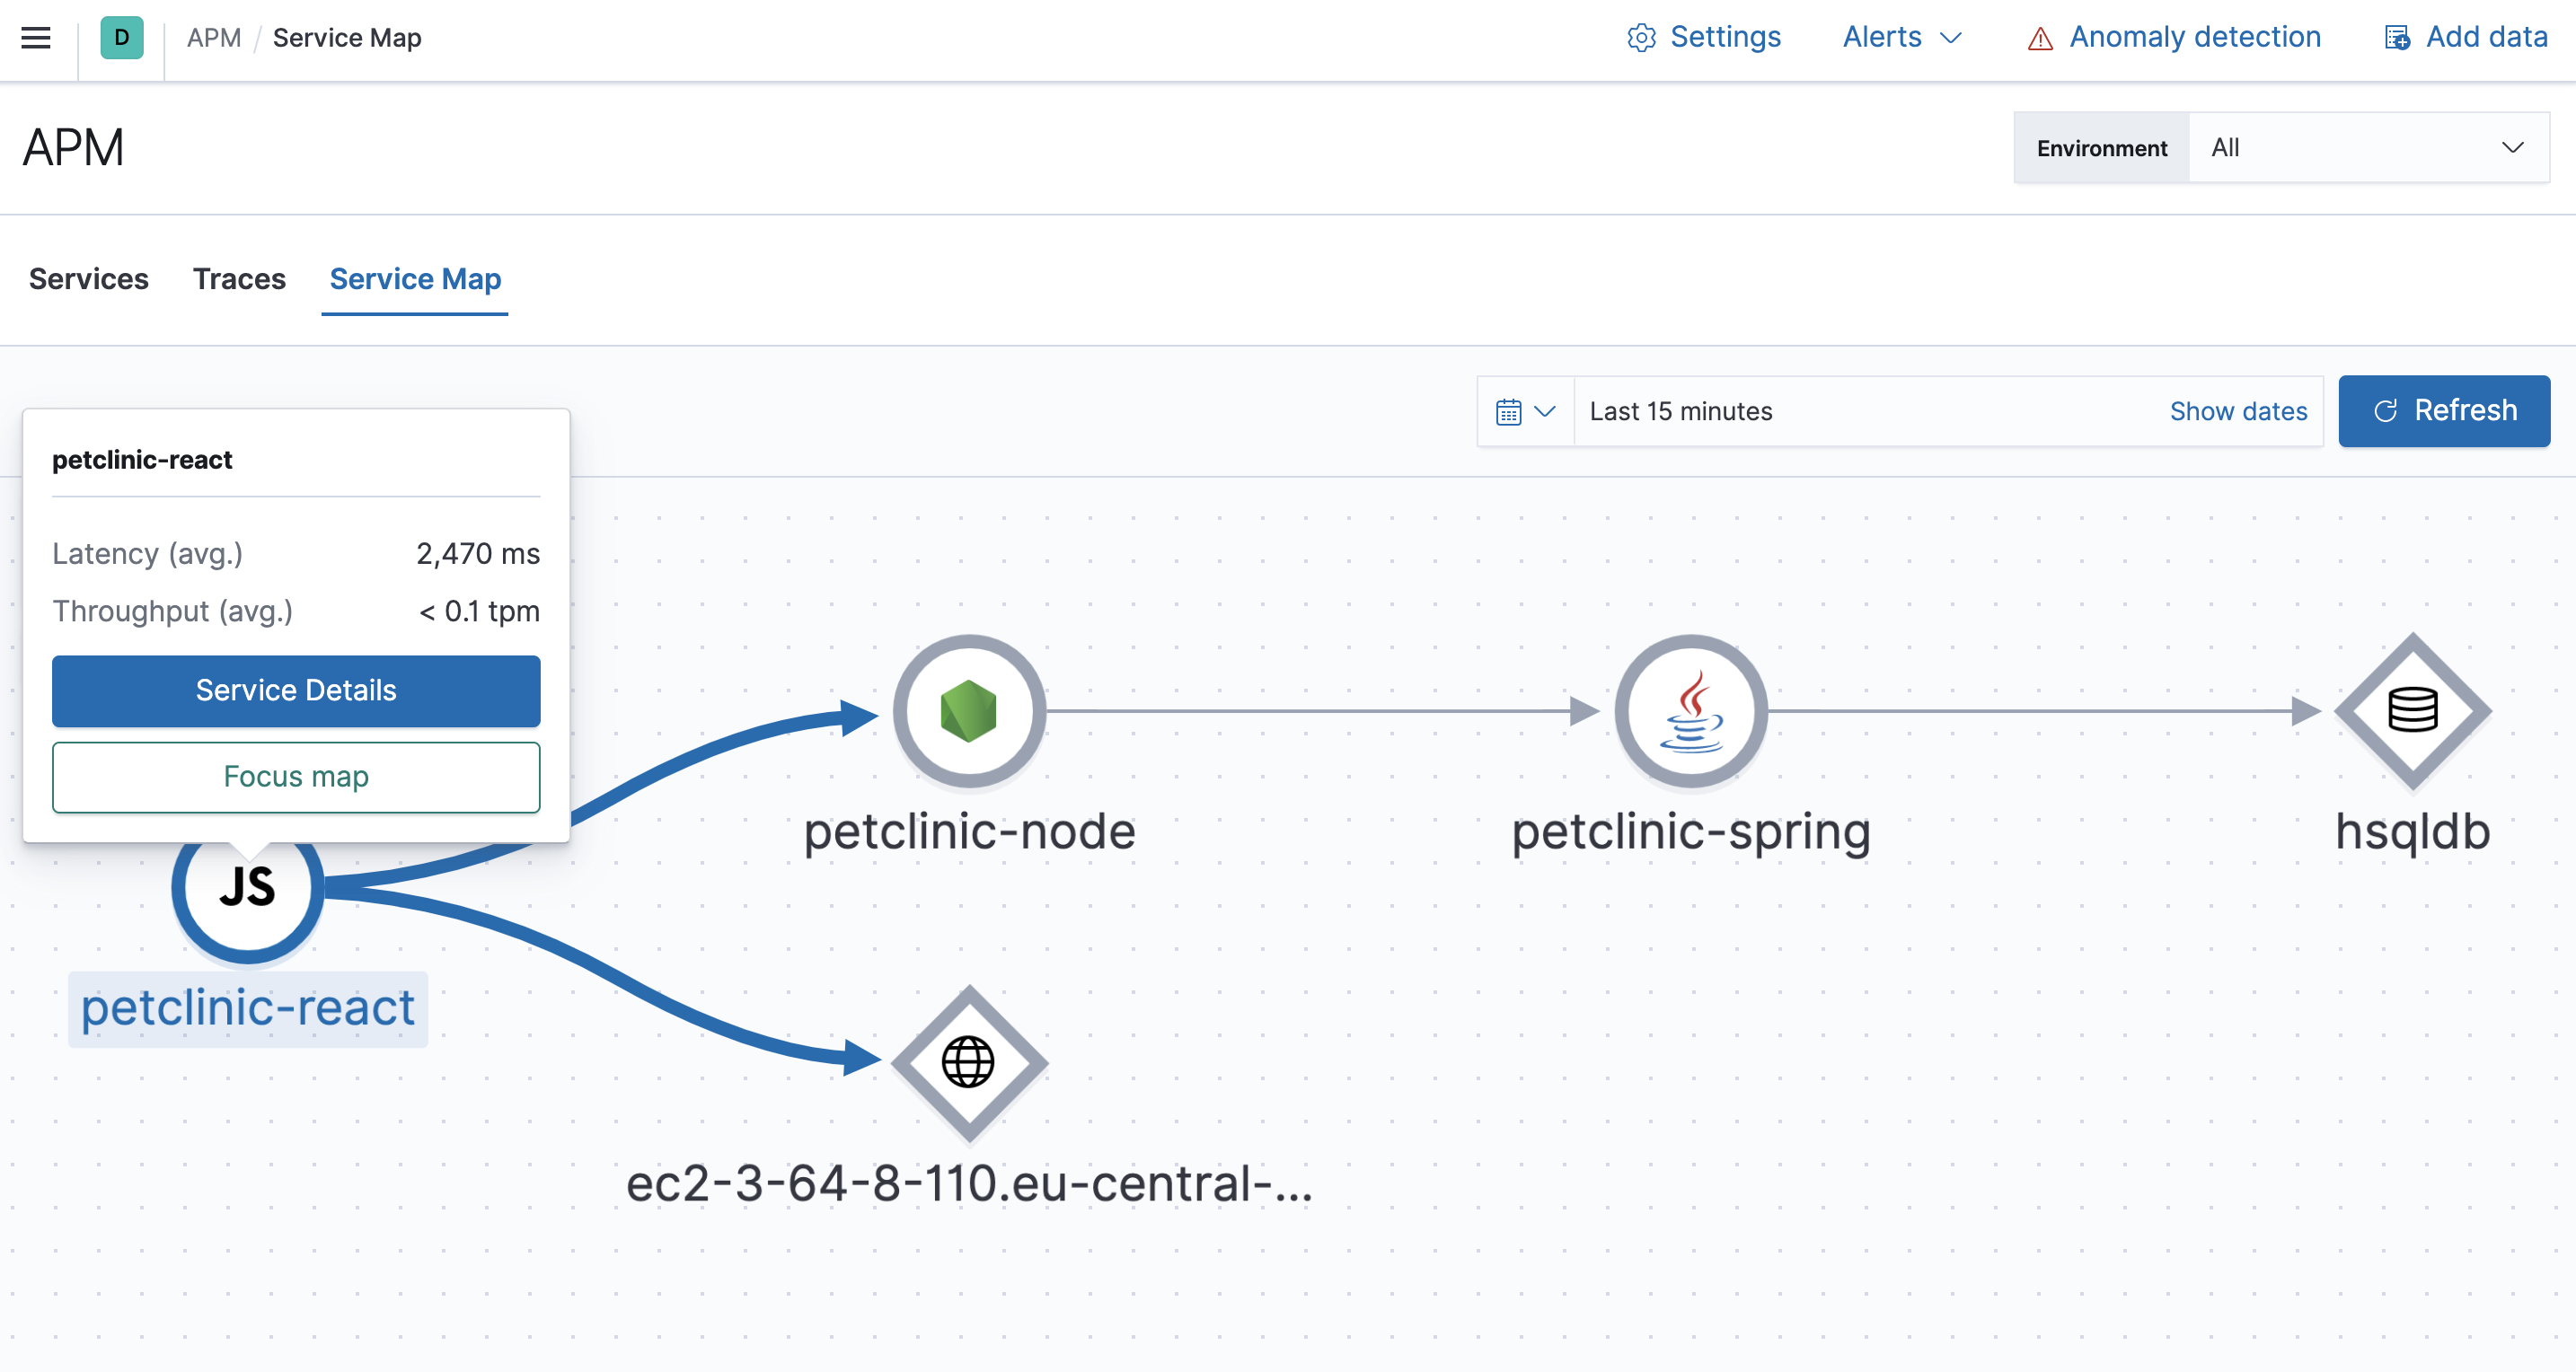 D
APM / Service Map
Settings
Alerts
Anomaly detection
Add data
APM
Environment
All
Services
Traces
Service Map
Last 15 minutes
Show dates
Refresh
petclinic-react
Latency (avg.) 2,470 ms
Throughput (avg.) < 0.1 tpm
Service Details
Focus map
JS
petclinic-react
petclinic-node
petclinic-spring
hsqldb
ec2-3-64-8-110.eu-central-...